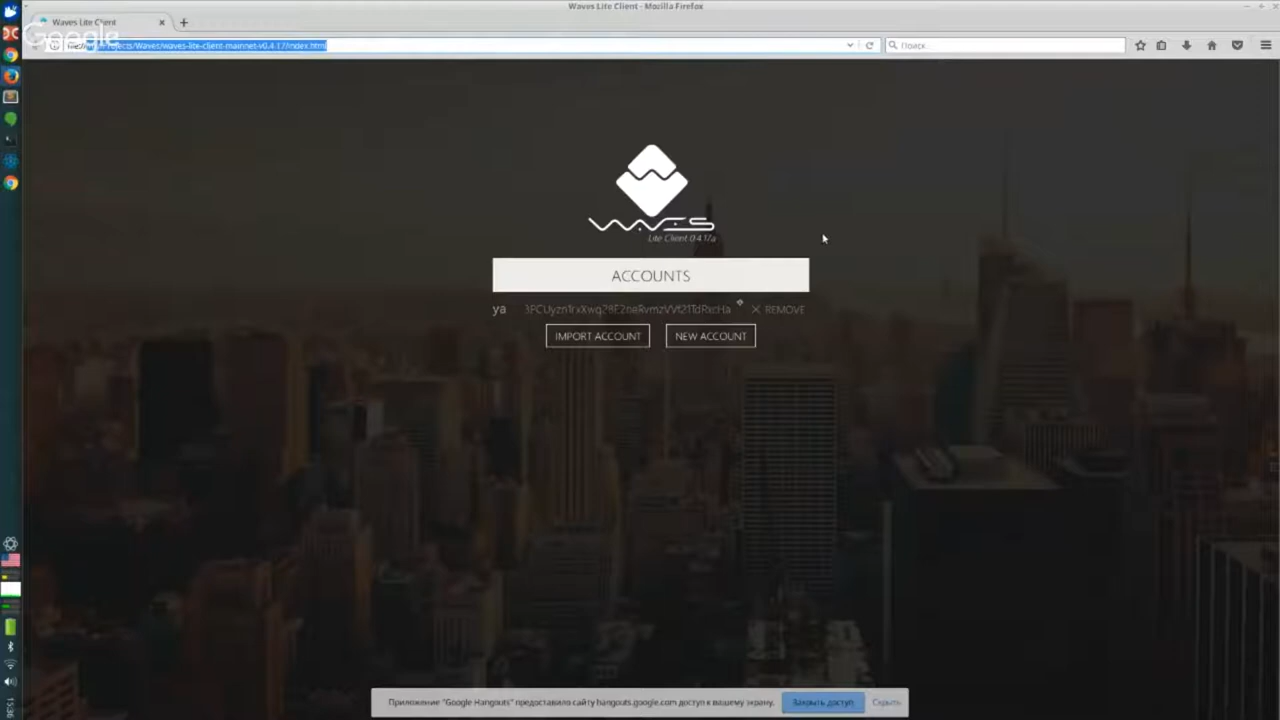 Waves Lite Client - Mozilla Firefox
Waves Lite Client
Google
Поиск
WAVES
Lite Client 0.4.17a
ACCOUNTS
ya
REMOVE
IMPORT ACCOUNT
NEW ACCOUNT
Приложение "Google Hangouts" предоставило сайту hangouts.google.com доступ к вашему экрану.
Закрыть доступ
Скрыть